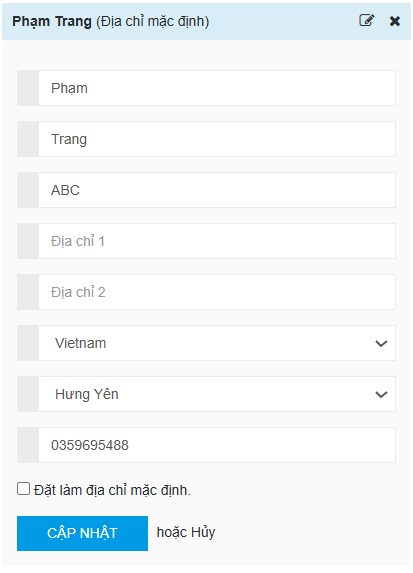 Phạm Trang (Địa chỉ mặc định)
Phạm
Trang
ABC
Địa chỉ 1
Địa chỉ 2
Vietnam
Hưng Yên
0359695488
Đặt làm địa chỉ mặc định.
CẬP NHẬT hoặc Hủy